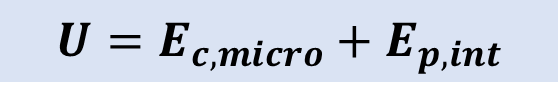 U = E_{c,micro} + E_{p,int}